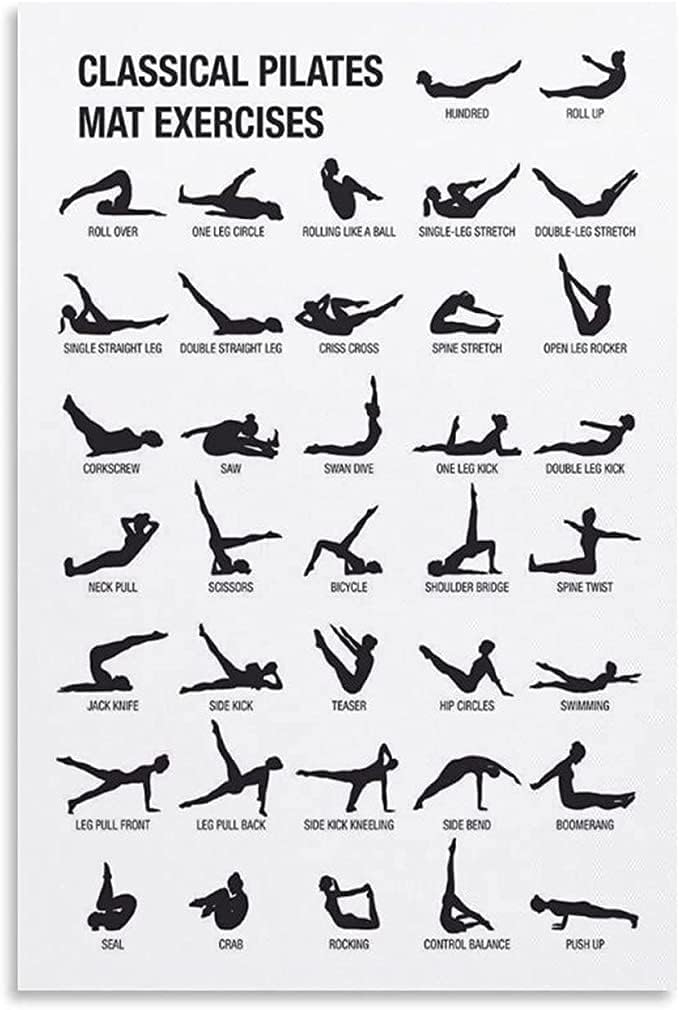 CLASSICAL PILATES
MAT EXERCISES
HUNDRED
ROLL UP
ROLL OVER
ONE LEG CIRCLE
ROLLING LIKE A BALL
SINGLE-LEG STRETCH
DOUBLE-LEG STRETCH
SINGLE STRAIGHT LEG
DOUBLE STRAIGHT LEG
CRISS CROSS
SPINE STRETCH
OPEN LEG ROCKER
CORKSCREW
SAW
SWAN DIVE
ONE LEG KICK
DOUBLE LEG KICK
NECK PULL
SCISSORS
BICYCLE
SHOULDER BRIDGE
SPINE TWIST
JACK KNIFE
SIDE KICK
TEASER
HIP CIRCLES
SWIMMING
LEG PULL FRONT
LEG PULL BACK
SIDE KICK KNEELING
SIDE BEND
BOOMERANG
SEAL
CRAB
ROCKING
CONTROL BALANCE
PUSH UP